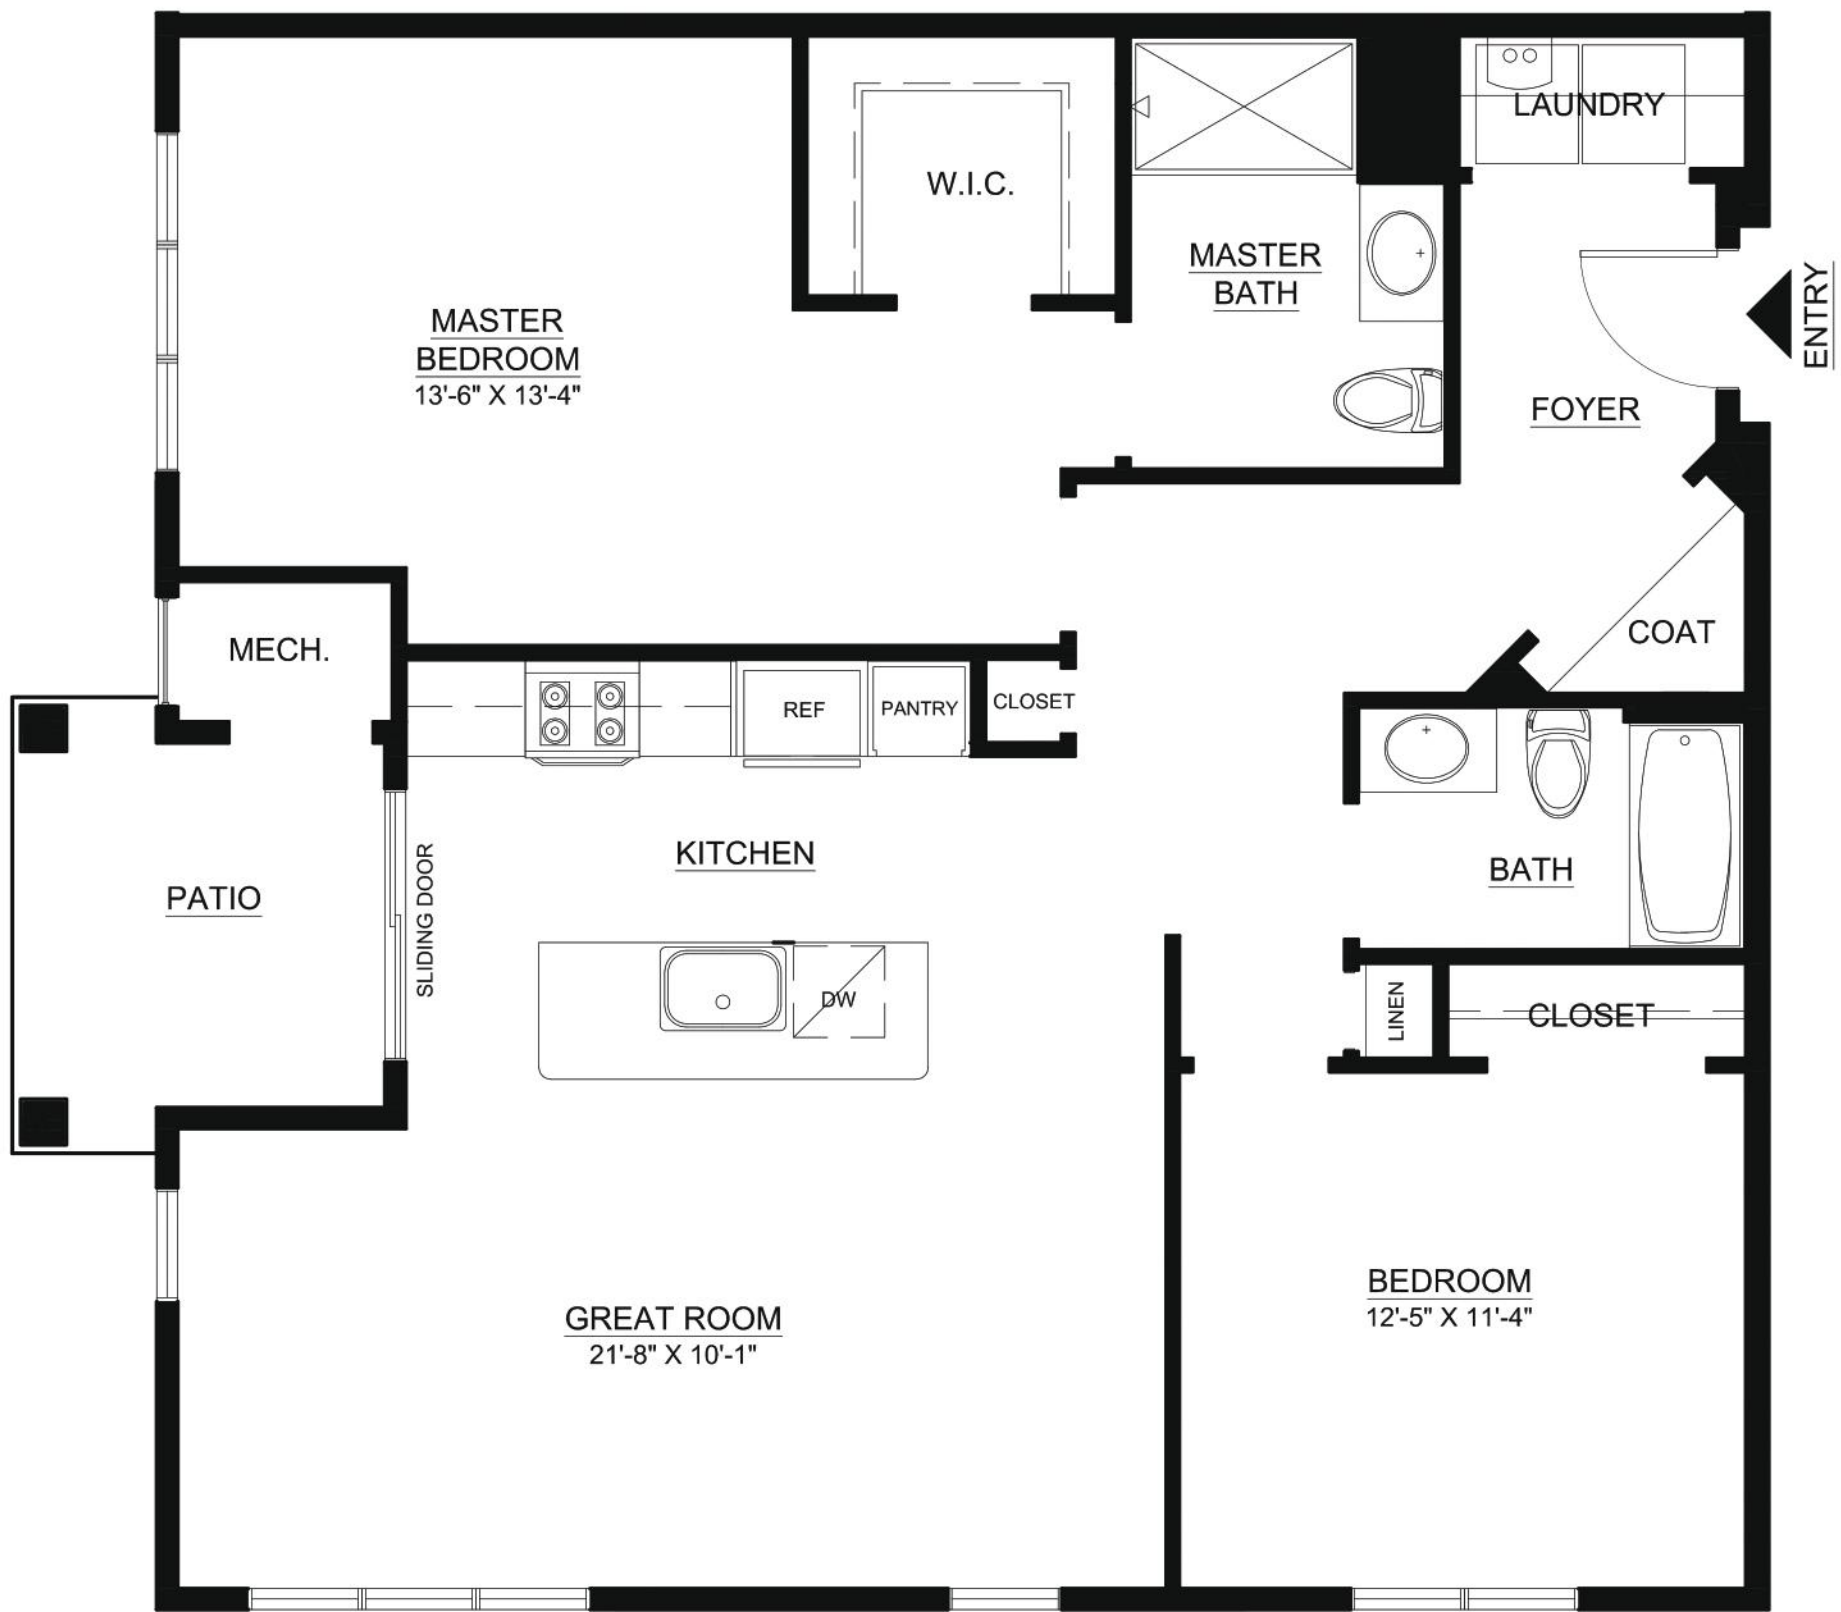 LAUNDRY
W.I.C.
MASTER
BATH
ENTRY
MASTER
BEDROOM
13'-6" X 13'-4"
FOYER
COAT
MECH.
CLOSET
REF
PANTRY
KITCHEN
BATH
PATIO
SLIDING DOOR
DW
LINEN
CLOSET
BEDROOM
12'-5" X 11'-4"
GREAT ROOM
21'-8" X 10'-1"